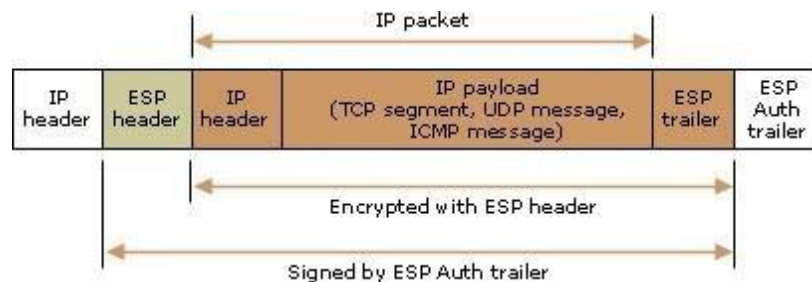 IP packet
IP
header
ESP
header
IP
header
IP payload
(TCP segment, UDP message,
ICMP message)
ESP
trailer
ESP
Auth
trailer
Encrypted with ESP header
Signed by ESP Auth trailer